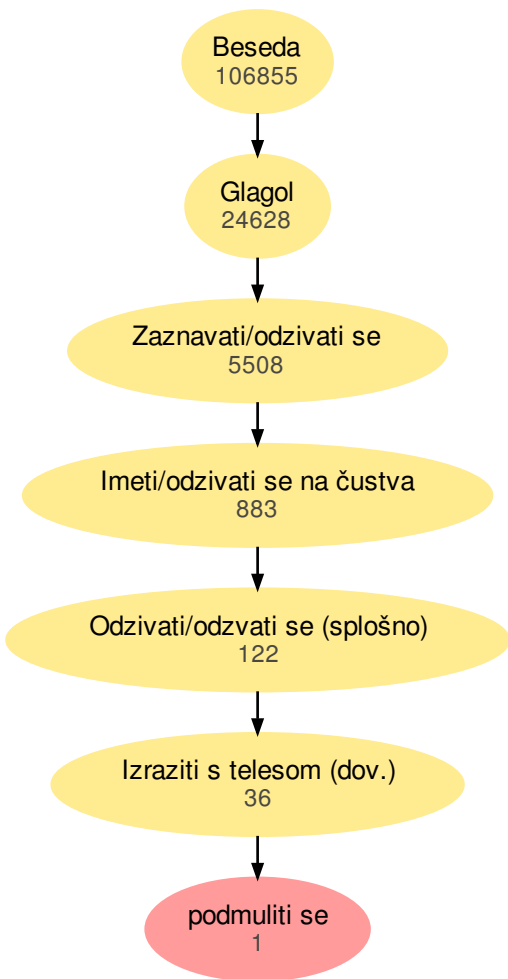 Beseda
106855
Glagol
24628
Zaznavati/odzivati se
5508
Imeti/odzivati se na čustva
883
Odzivati/odzvati se (splošno)
122
Izraziti s telesom (dov.)
36
podmuliti se
1